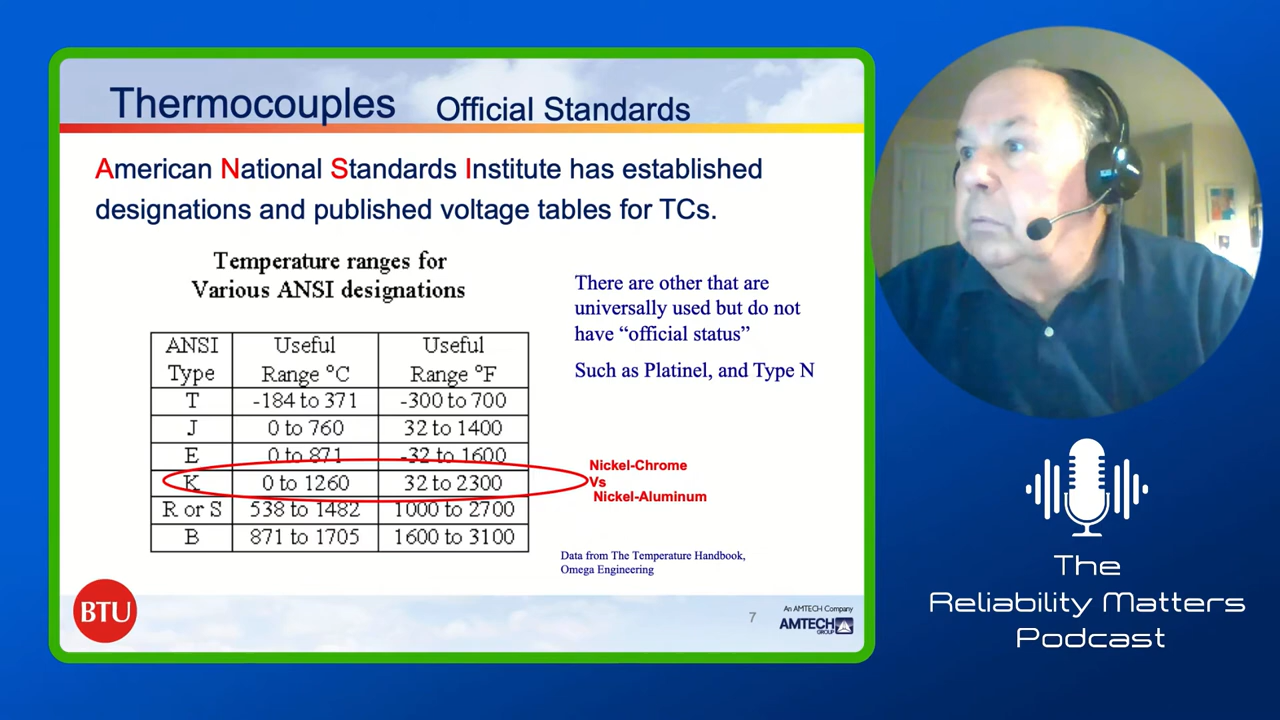 Thermocouples Official Standards
American National Standards Institute has established
designations and published voltage tables for TCs.
Temperature ranges for
Various ANSI designations
ANSI Type Useful Range °C Useful Range °F
T -184 to 371 -300 to 700
J 0 to 760 32 to 1400
E 0 to 871 -32 to 1600
K 0 to 1260 32 to 2300
R or S 538 to 1482 1000 to 2700
B 871 to 1705 1600 to 3100
There are other that are
universally used but do not
have “official status”
Such as Platinel, and Type N
Nickel-Chrome
Vs
Nickel-Aluminum
Data from The Temperature Handbook,
Omega Engineering
BTU
7
An AMTECH Company
AMTECH
GROUP
The
Reliability Matters
Podcast